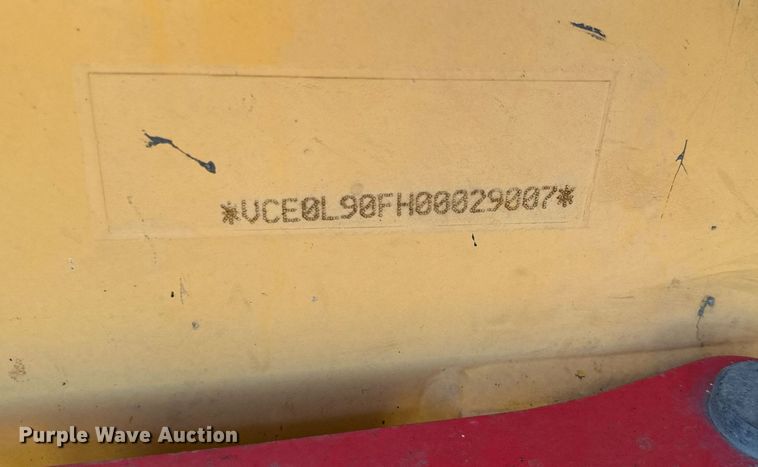 *VCE0L90FH00029007*
Purple Wave Auction